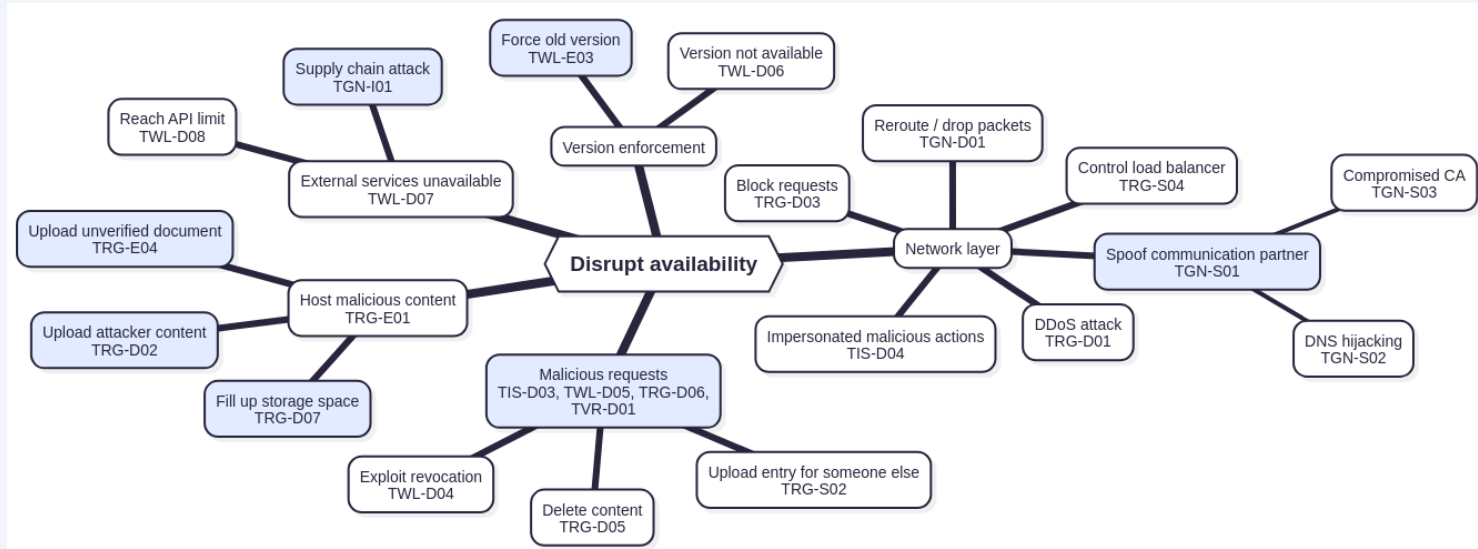 Force old version
TWL-E03
Version not available
TWL-D06
Supply chain attack
TGN-I01
Reach API limit
TWL-D08
Version enforcement
External services unavailable
TWL-D07
Reroute / drop packets
TGN-D01
Control load balancer
TRG-S04
Compromised CA
TGN-S03
Block requests
TRG-D03
Network layer
Spoof communication partner
TGN-S01
Upload unverified document
TRG-E04
Disrupt availability
Host malicious content
TRG-E01
Upload attacker content
TRG-D02
Impersonated malicious actions
TIS-D04
DDoS attack
TRG-D01
DNS hijacking
TGN-S02
Fill up storage space
TRG-D07
Malicious requests
TIS-D03, TWL-D05, TRG-D06,
TVR-D01
Exploit revocation
TWL-D04
Delete content
TRG-D05
Upload entry for someone else
TRG-S02